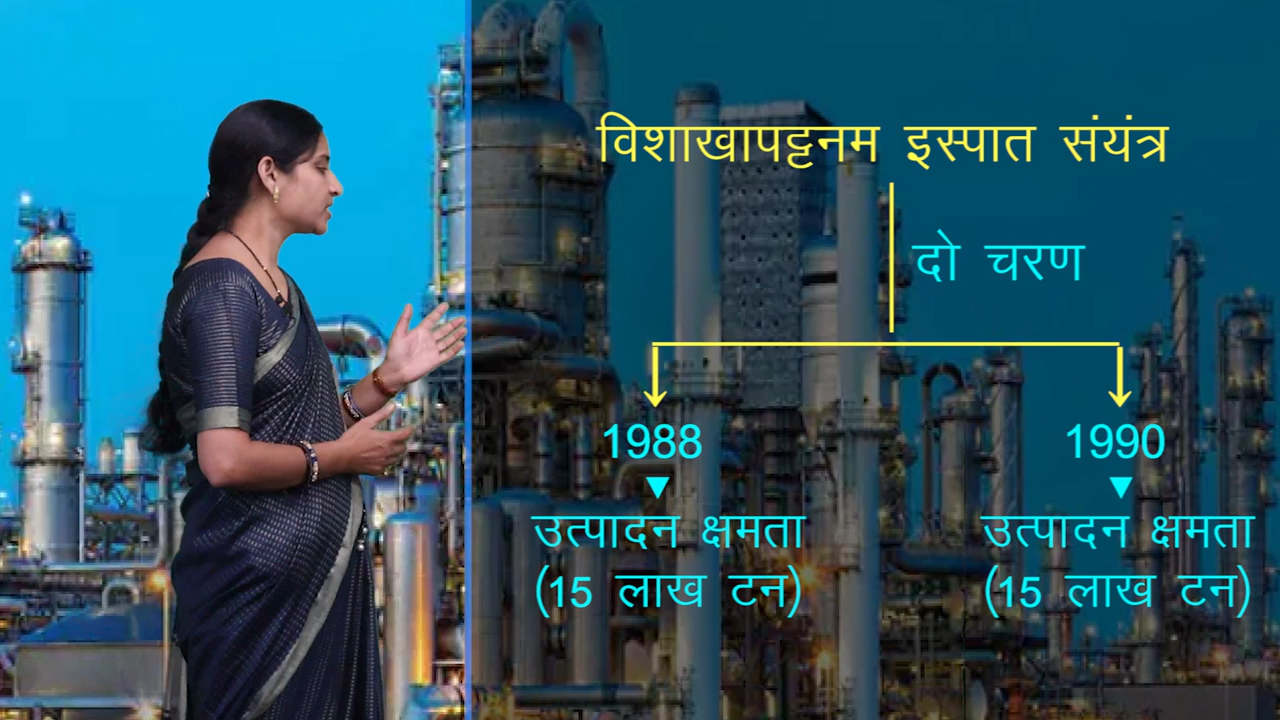 विशाखापट्टनम इस्पात संयंत्र
दो चरण
1988
उत्पादन क्षमता
(15 लाख टन)
1990
उत्पादन क्षमता
(15 लाख टन)